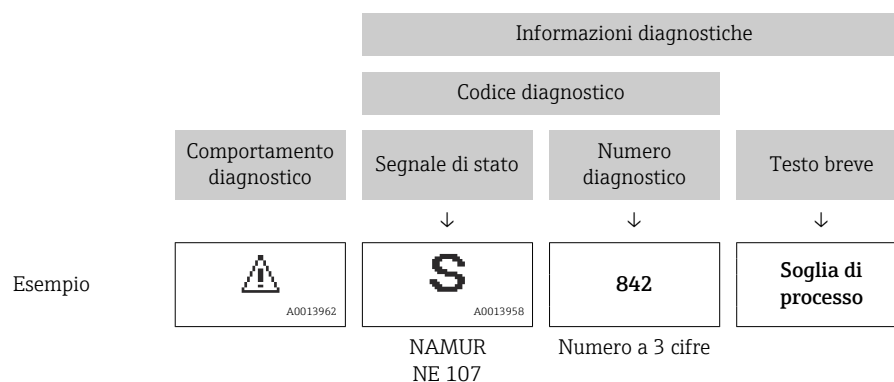 Informazioni diagnostiche
Codice diagnostico
Comportamento
diagnostico
Segnale di stato
Numero
diagnostico
Testo breve
↓ ↓ ↓
Esempio
A0013962
S
A0013958
842
Soglia di
processo
NAMUR
NE 107
Numero a 3 cifre